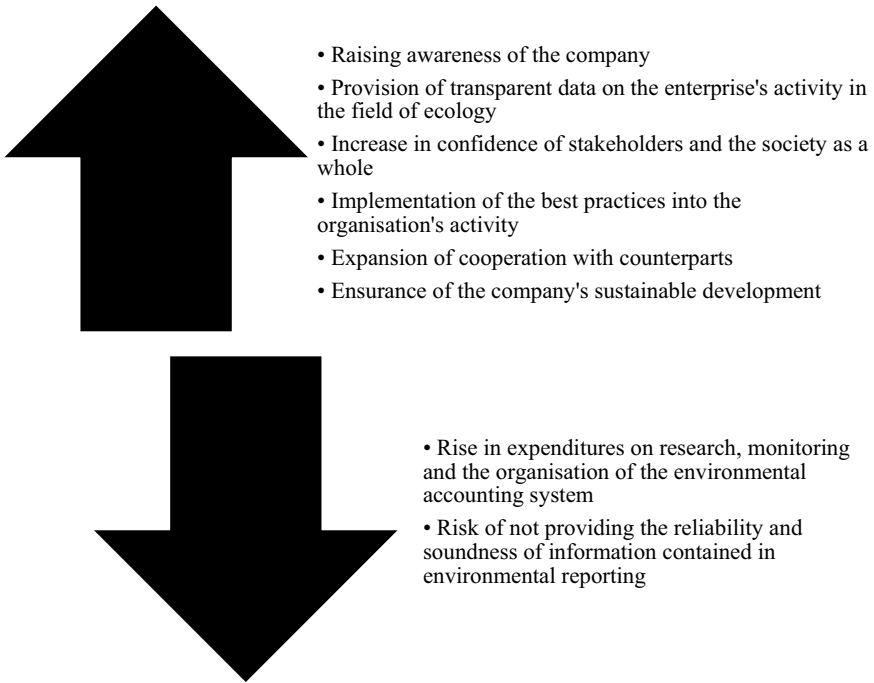 • Raising awareness of the company
• Provision of transparent data on the enterprise's activity in
the field of ecology
• Increase in confidence of stakeholders and the society as a
whole
• Implementation of the best practices into the
organisation's activity
• Expansion of cooperation with counterparts
• Ensurance of the company's sustainable development
• Rise in expenditures on research, monitoring
and the organisation of the environmental
accounting system
• Risk of not providing the reliability and
soundness of information contained in
environmental reporting